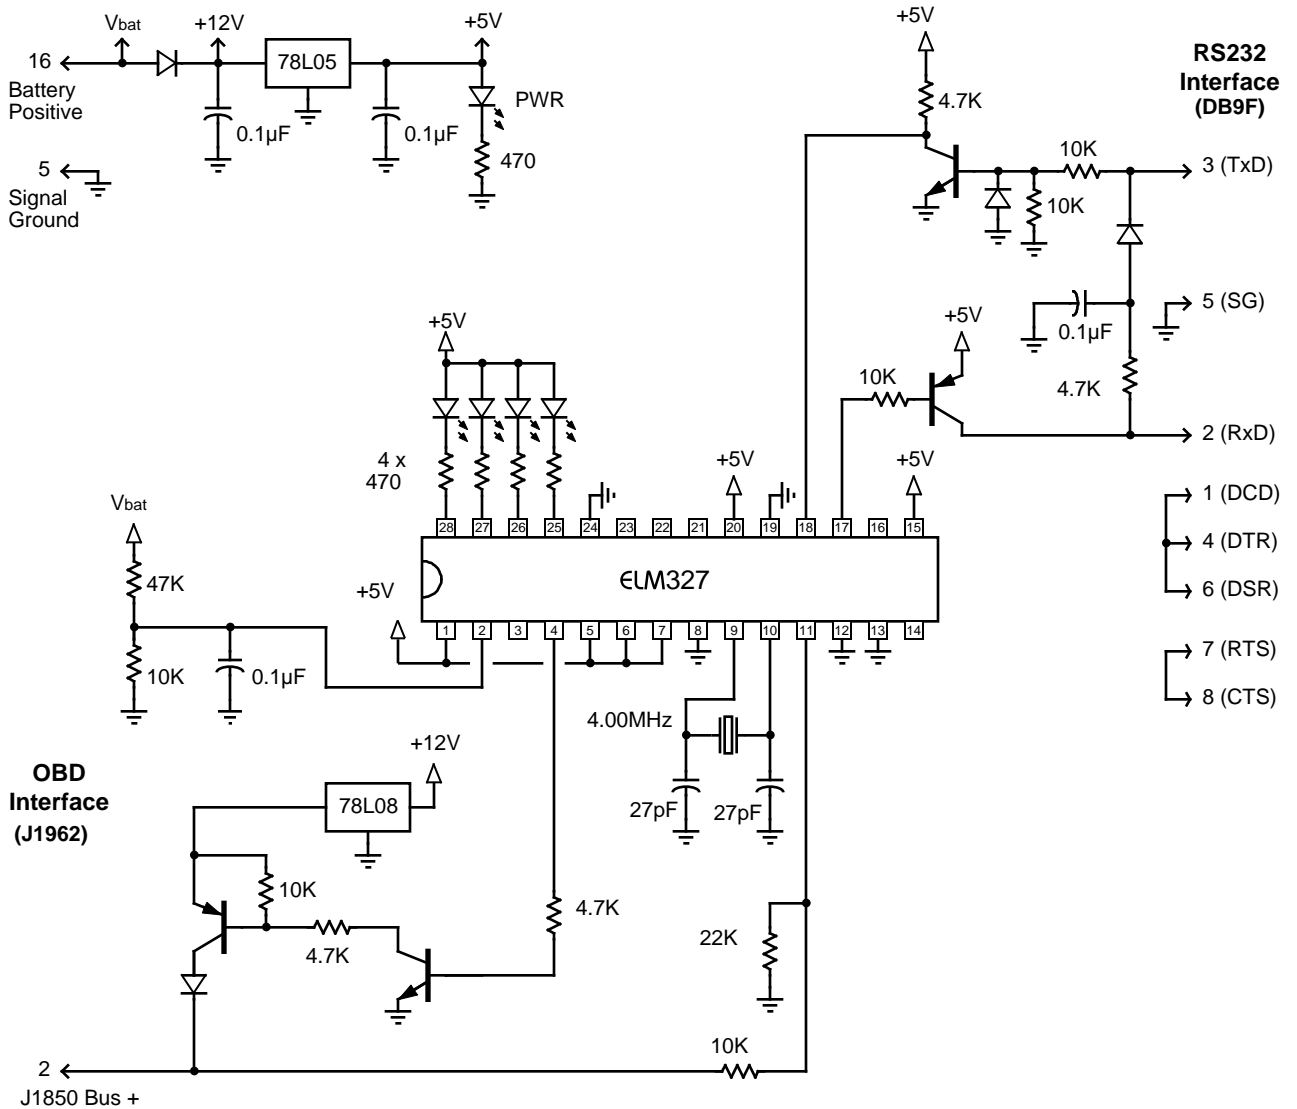 Vbat
+12V
+5V
16
Battery
Positive
78L05
PWR
0.1µF
0.1µF
470
5
Signal
Ground
+5V
4.7K
RS232
Interface
(DB9F)
10K
3 (TxD)
10K
0.1µF
5 (SG)
+5V
10K
4.7K
2 (RxD)
+5V
4 x
470
+5V
+5V
1 (DCD)
4 (DTR)
6 (DSR)
7 (RTS)
8 (CTS)
28 27 26 25 24 23 22 21 20 19 18 17 16 15
ELM327
1 2 3 4 5 6 7 8 9 10 11 12 13 14
Vbat
47K
+5V
10K
0.1µF
4.00MHz
27pF
27pF
OBD
Interface
(J1962)
+12V
78L08
10K
4.7K
4.7K
22K
10K
2
J1850 Bus +